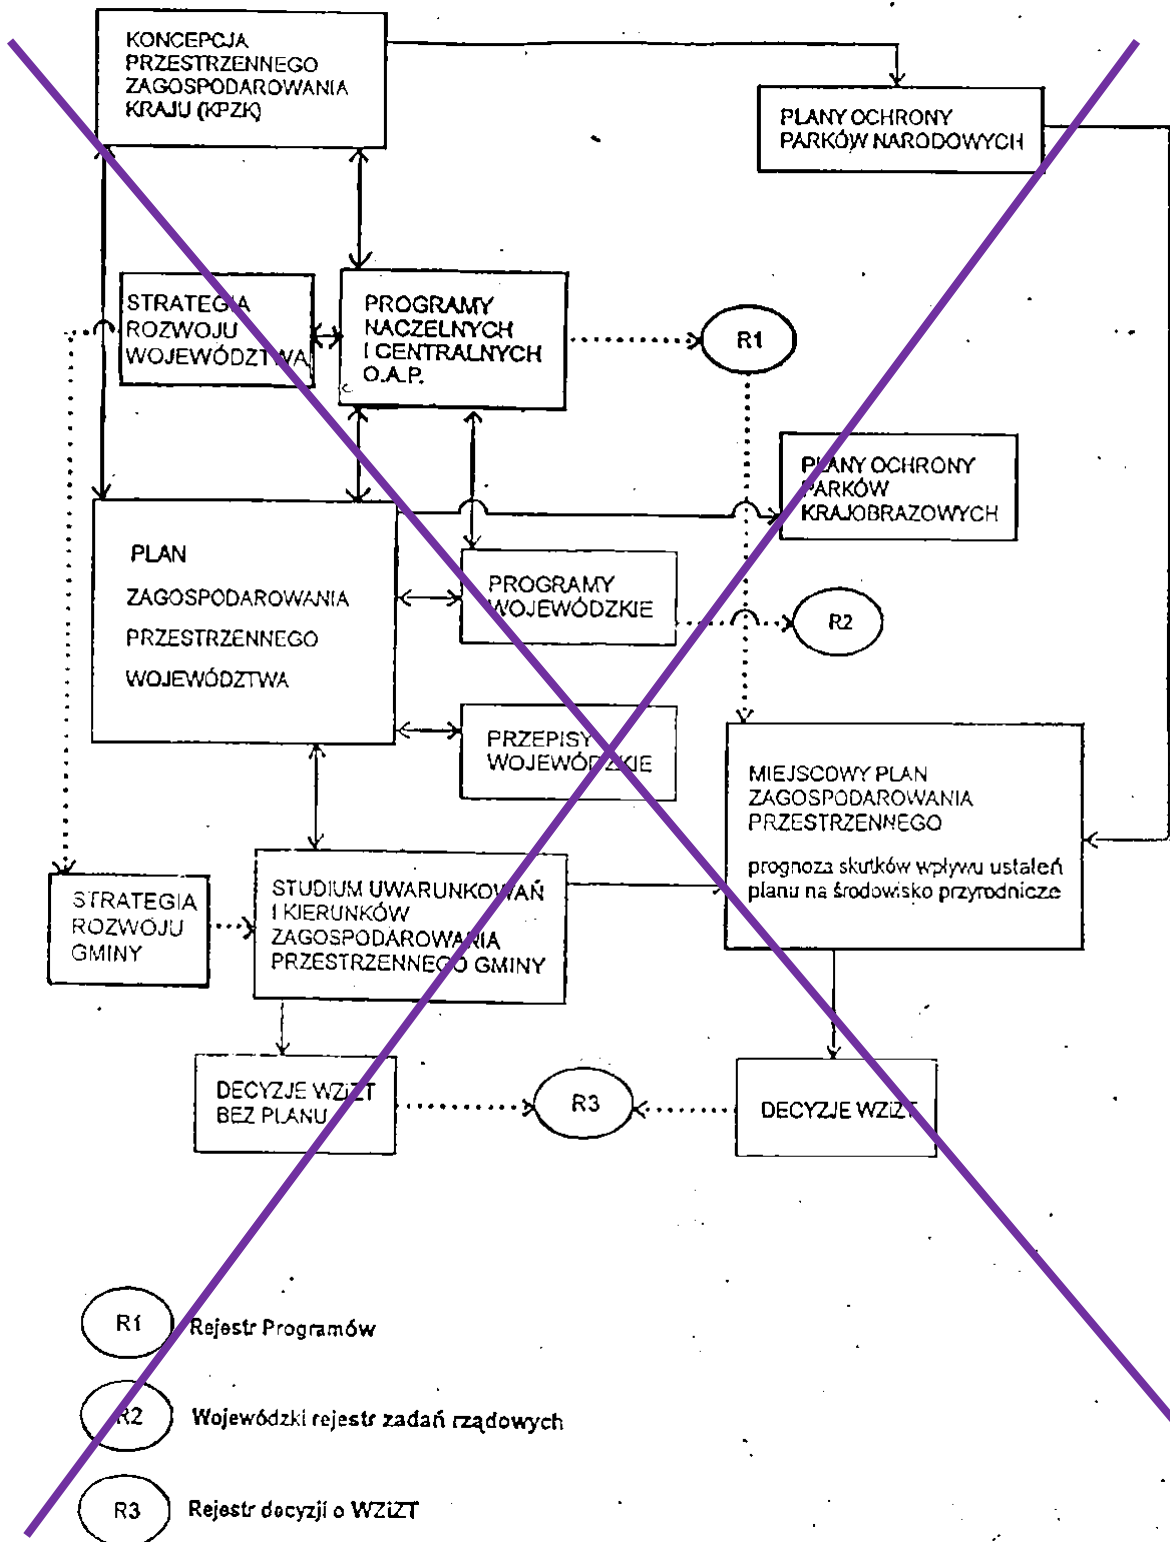 KONCEPCJA
PRZESTRZENNEGO
ZAGOSPODAROWANIA
KRAJU (KPZK)
PLANY OCHRONY
PARKÓW NARODOWYCH
STRATEGIA
ROZWOJU
WOJEWÓDZTWA
PROGRAMY
NACZELNYCH
I CENTRALNYCH
O.A.P.
R1
PLANY OCHRONY
PARKÓW
KRAJOBRAZOWYCH
PLAN
ZAGOSPODAROWANIA
PRZESTRZENNEGO
WOJEWÓDZTWA
PROGRAMY
WOJEWÓDZKIE
R2
PRZEPISY
WOJEWÓDZKIE
MIEJSCOWY PLAN
ZAGOSPODAROWANIA
PRZESTRZENNEGO
prognoza skutków wpływu ustaleń
planu na środowisko przyrodnicze
STRATEGIA
ROZWOJU
GMINY
STUDIUM UWARUNKOWAŃ
I KIERUNKÓW
ZAGOSPODAROWANIA
PRZESTRZENNEGO GMINY
DECYZJE WZiZT
BEZ PLANU
R3
DECYZJE WZiZT
R1 Rejestr Programów
R2 Wojewódzki rejestr zadań rządowych
R3 Rejestr decyzji o WZiZT